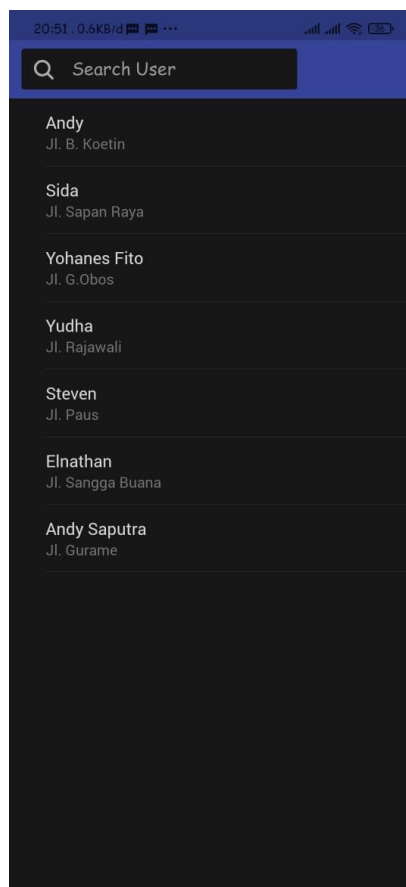 20:51 . 0.6KB/d ...
36
Search User
Andy
Jl. B. Koetin
Sida
Jl. Sapan Raya
Yohanes Fito
Jl. G.Obos
Yudha
Jl. Rajawali
Steven
Jl. Paus
Elnathan
Jl. Sangga Buana
Andy Saputra
Jl. Gurame